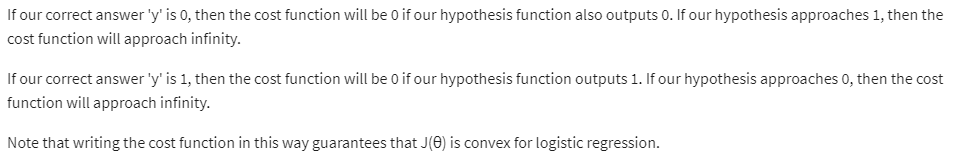 If our correct answer 'y' is 0, then the cost function will be 0 if our hypothesis function also outputs 0. If our hypothesis approaches 1, then the
cost function will approach infinity.
If our correct answer 'y' is 1, then the cost function will be 0 if our hypothesis function outputs 1. If our hypothesis approaches 0, then the cost
function will approach infinity.
Note that writing the cost function in this way guarantees that J(θ) is convex for logistic regression.